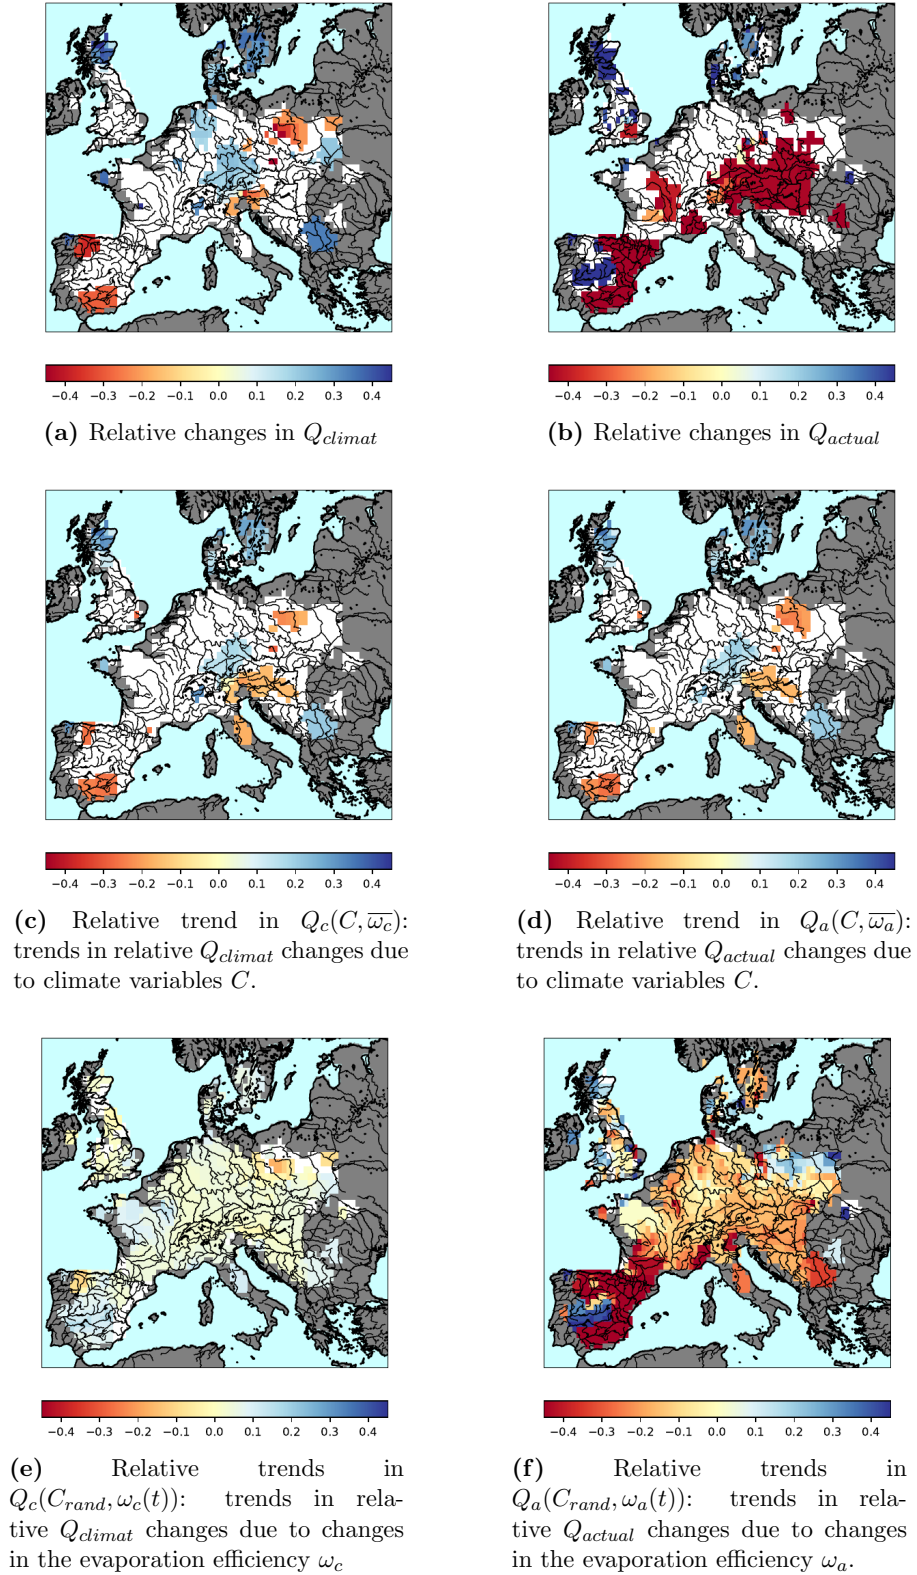 −0.4 −0.3 −0.2 −0.1 0.0 0.1 0.2 0.3 0.4
(a) Relative changes in Q_climat
−0.4 −0.3 −0.2 −0.1 0.0 0.1 0.2 0.3 0.4
(b) Relative changes in Q_actual
−0.4 −0.3 −0.2 −0.1 0.0 0.1 0.2 0.3 0.4
(c) Relative trend in Q_c(C, \overline{ω_c}):
trends in relative Q_climat changes due
to climate variables C.
−0.4 −0.3 −0.2 −0.1 0.0 0.1 0.2 0.3 0.4
(d) Relative trend in Q_a(C, \overline{ω_a}):
trends in relative Q_actual changes due
to climate variables C.
−0.4 −0.3 −0.2 −0.1 0.0 0.1 0.2 0.3 0.4
(e) Relative trends in
Q_c(C_rand, ω_c(t)): trends in rela-
tive Q_climat changes due to changes
in the evaporation efficiency ω_c
−0.4 −0.3 −0.2 −0.1 0.0 0.1 0.2 0.3 0.4
(f) Relative trends in
Q_a(C_rand, ω_a(t)): trends in rela-
tive Q_actual changes due to changes
in the evaporation efficiency ω_a.